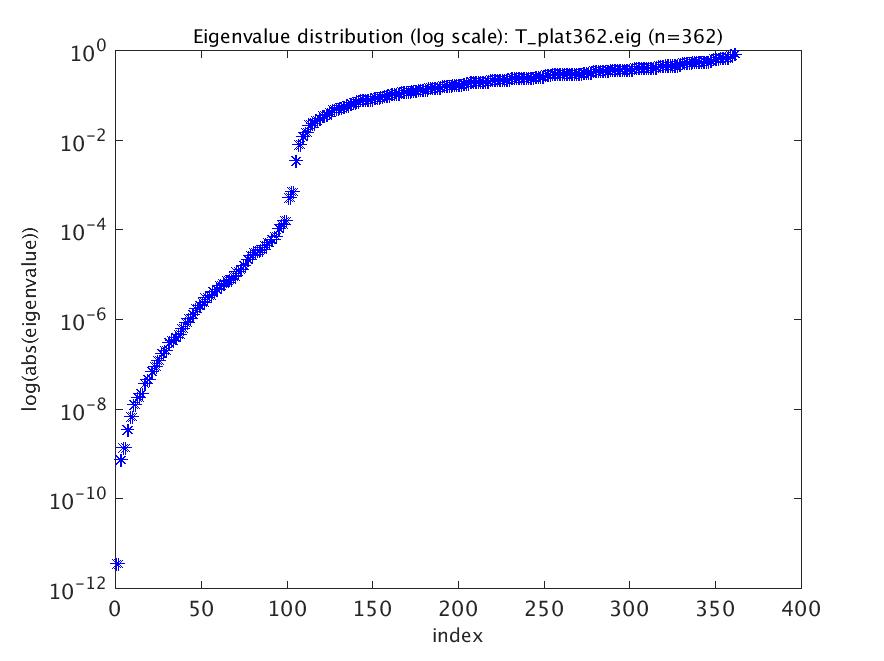 Eigenvalue distribution (log scale): T_plat362.eig (n=362)
10^0
10^-2
10^-4
10^-6
10^-8
10^-10
10^-12
log(abs(eigenvalue))
0 50 100 150 200 250 300 350 400
index